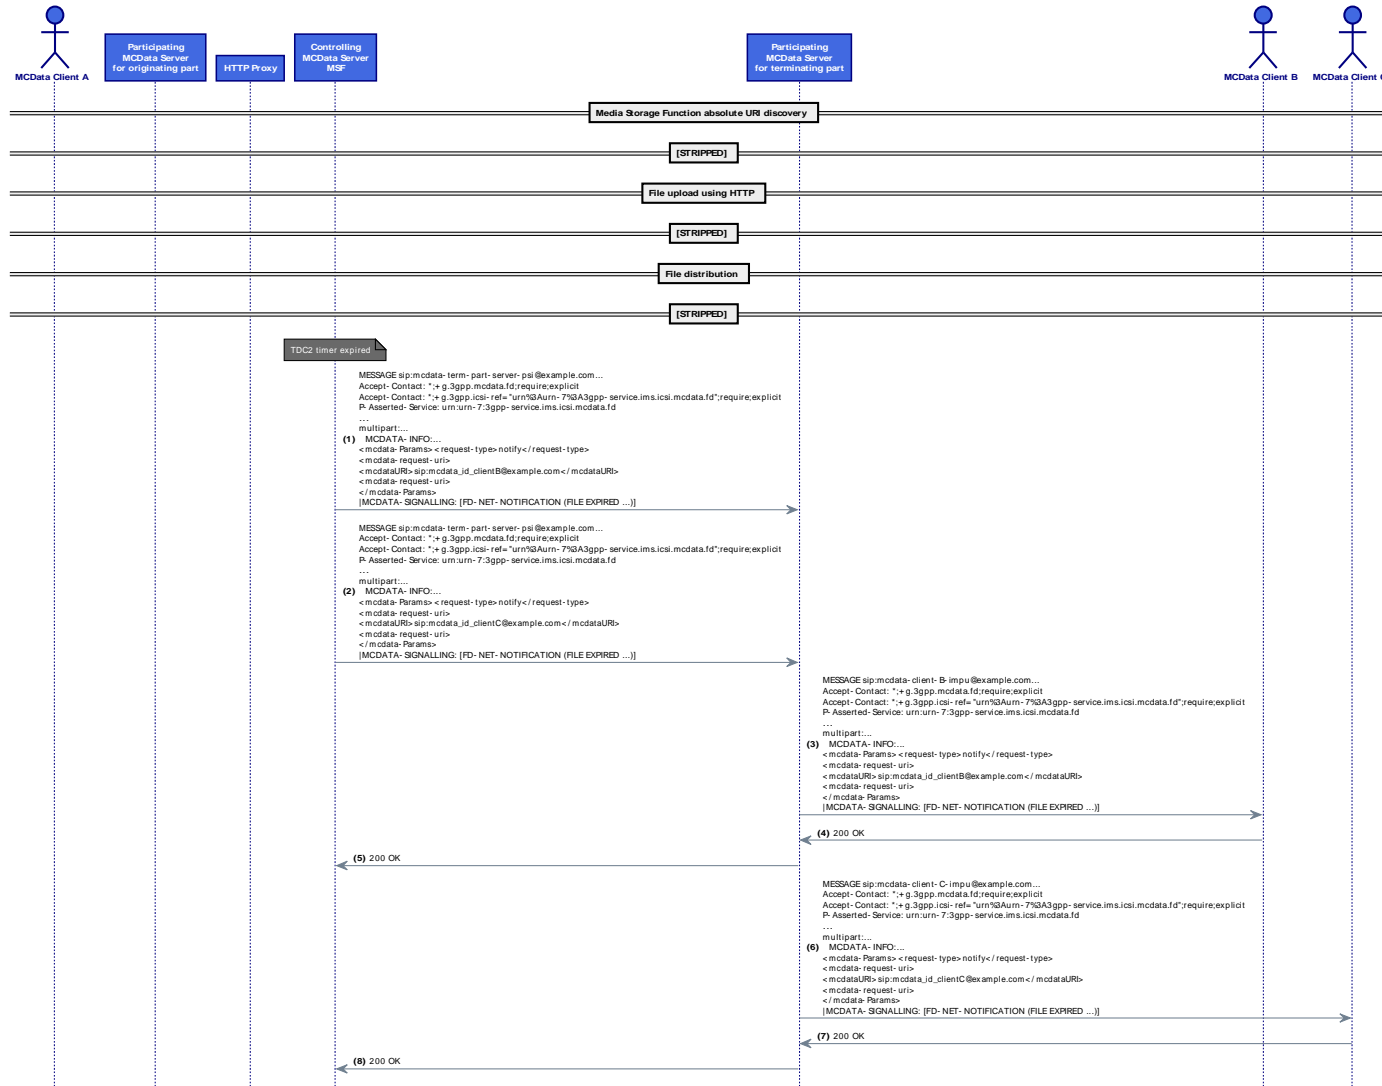 MCData Client A
Participating
MCData Server
for originating part
HTTP Proxy
Controlling
MCData Server
MSF
Participating
MCData Server
for terminating part
MCData Client B
MCData Client
Media Storage Function absolute URI discovery
[STRIPPED]
File upload using HTTP
[STRIPPED]
File distribution
[STRIPPED]
TDC2 timer expired
MESSAGE sip:mcdata-term-part-server-psi@example.com...
Accept-Contact: *;+g.3gpp.mcdata.fd;require;explicit
Accept-Contact: *;+g.3gpp.icsi-ref="urn%3Aurn-7%3A3gpp-service.ims.icsi.mcdata.fd";require;explicit
P-Asserted-Service: urn:urn-7:3gpp-service.ims.icsi.mcdata.fd
...
multipart:...
(1) MCDATA-INFO:...
<mcdata-Params><request-type>notify</request-type>
<mcdata-request-uri>
<mcdataURI>sip:mcdata_id_clientB@example.com</mcdataURI>
<mcdata-request-uri>
</mcdata-Params>
|MCDATA-SIGNALLING: [FD-NET-NOTIFICATION (FILE EXPIRED ...)]
MESSAGE sip:mcdata-term-part-server-psi@example.com...
Accept-Contact: *;+g.3gpp.mcdata.fd;require;explicit
Accept-Contact: *;+g.3gpp.icsi-ref="urn%3Aurn-7%3A3gpp-service.ims.icsi.mcdata.fd";require;explicit
P-Asserted-Service: urn:urn-7:3gpp-service.ims.icsi.mcdata.fd
...
multipart:...
(2) MCDATA-INFO:...
<mcdata-Params><request-type>notify</request-type>
<mcdata-request-uri>
<mcdataURI>sip:mcdata_id_clientC@example.com</mcdataURI>
<mcdata-request-uri>
</mcdata-Params>
|MCDATA-SIGNALLING: [FD-NET-NOTIFICATION (FILE EXPIRED ...)]
MESSAGE sip:mcdata-client-B-impu@example.com...
Accept-Contact: *;+g.3gpp.mcdata.fd;require;explicit
Accept-Contact: *;+g.3gpp.icsi-ref="urn%3Aurn-7%3A3gpp-service.ims.icsi.mcdata.fd";require;explicit
P-Asserted-Service: urn:urn-7:3gpp-service.ims.icsi.mcdata.fd
...
multipart:...
(3) MCDATA-INFO:...
<mcdata-Params><request-type>notify</request-type>
<mcdata-request-uri>
<mcdataURI>sip:mcdata_id_clientB@example.com</mcdataURI>
<mcdata-request-uri>
</mcdata-Params>
|MCDATA-SIGNALLING: [FD-NET-NOTIFICATION (FILE EXPIRED ...)]
(4) 200 OK
(5) 200 OK
MESSAGE sip:mcdata-client-C-impu@example.com...
Accept-Contact: *;+g.3gpp.mcdata.fd;require;explicit
Accept-Contact: *;+g.3gpp.icsi-ref="urn%3Aurn-7%3A3gpp-service.ims.icsi.mcdata.fd";require;explicit
P-Asserted-Service: urn:urn-7:3gpp-service.ims.icsi.mcdata.fd
...
multipart:...
(6) MCDATA-INFO:...
<mcdata-Params><request-type>notify</request-type>
<mcdata-request-uri>
<mcdataURI>sip:mcdata_id_clientC@example.com</mcdataURI>
<mcdata-request-uri>
</mcdata-Params>
|MCDATA-SIGNALLING: [FD-NET-NOTIFICATION (FILE EXPIRED ...)]
(7) 200 OK
(8) 200 OK